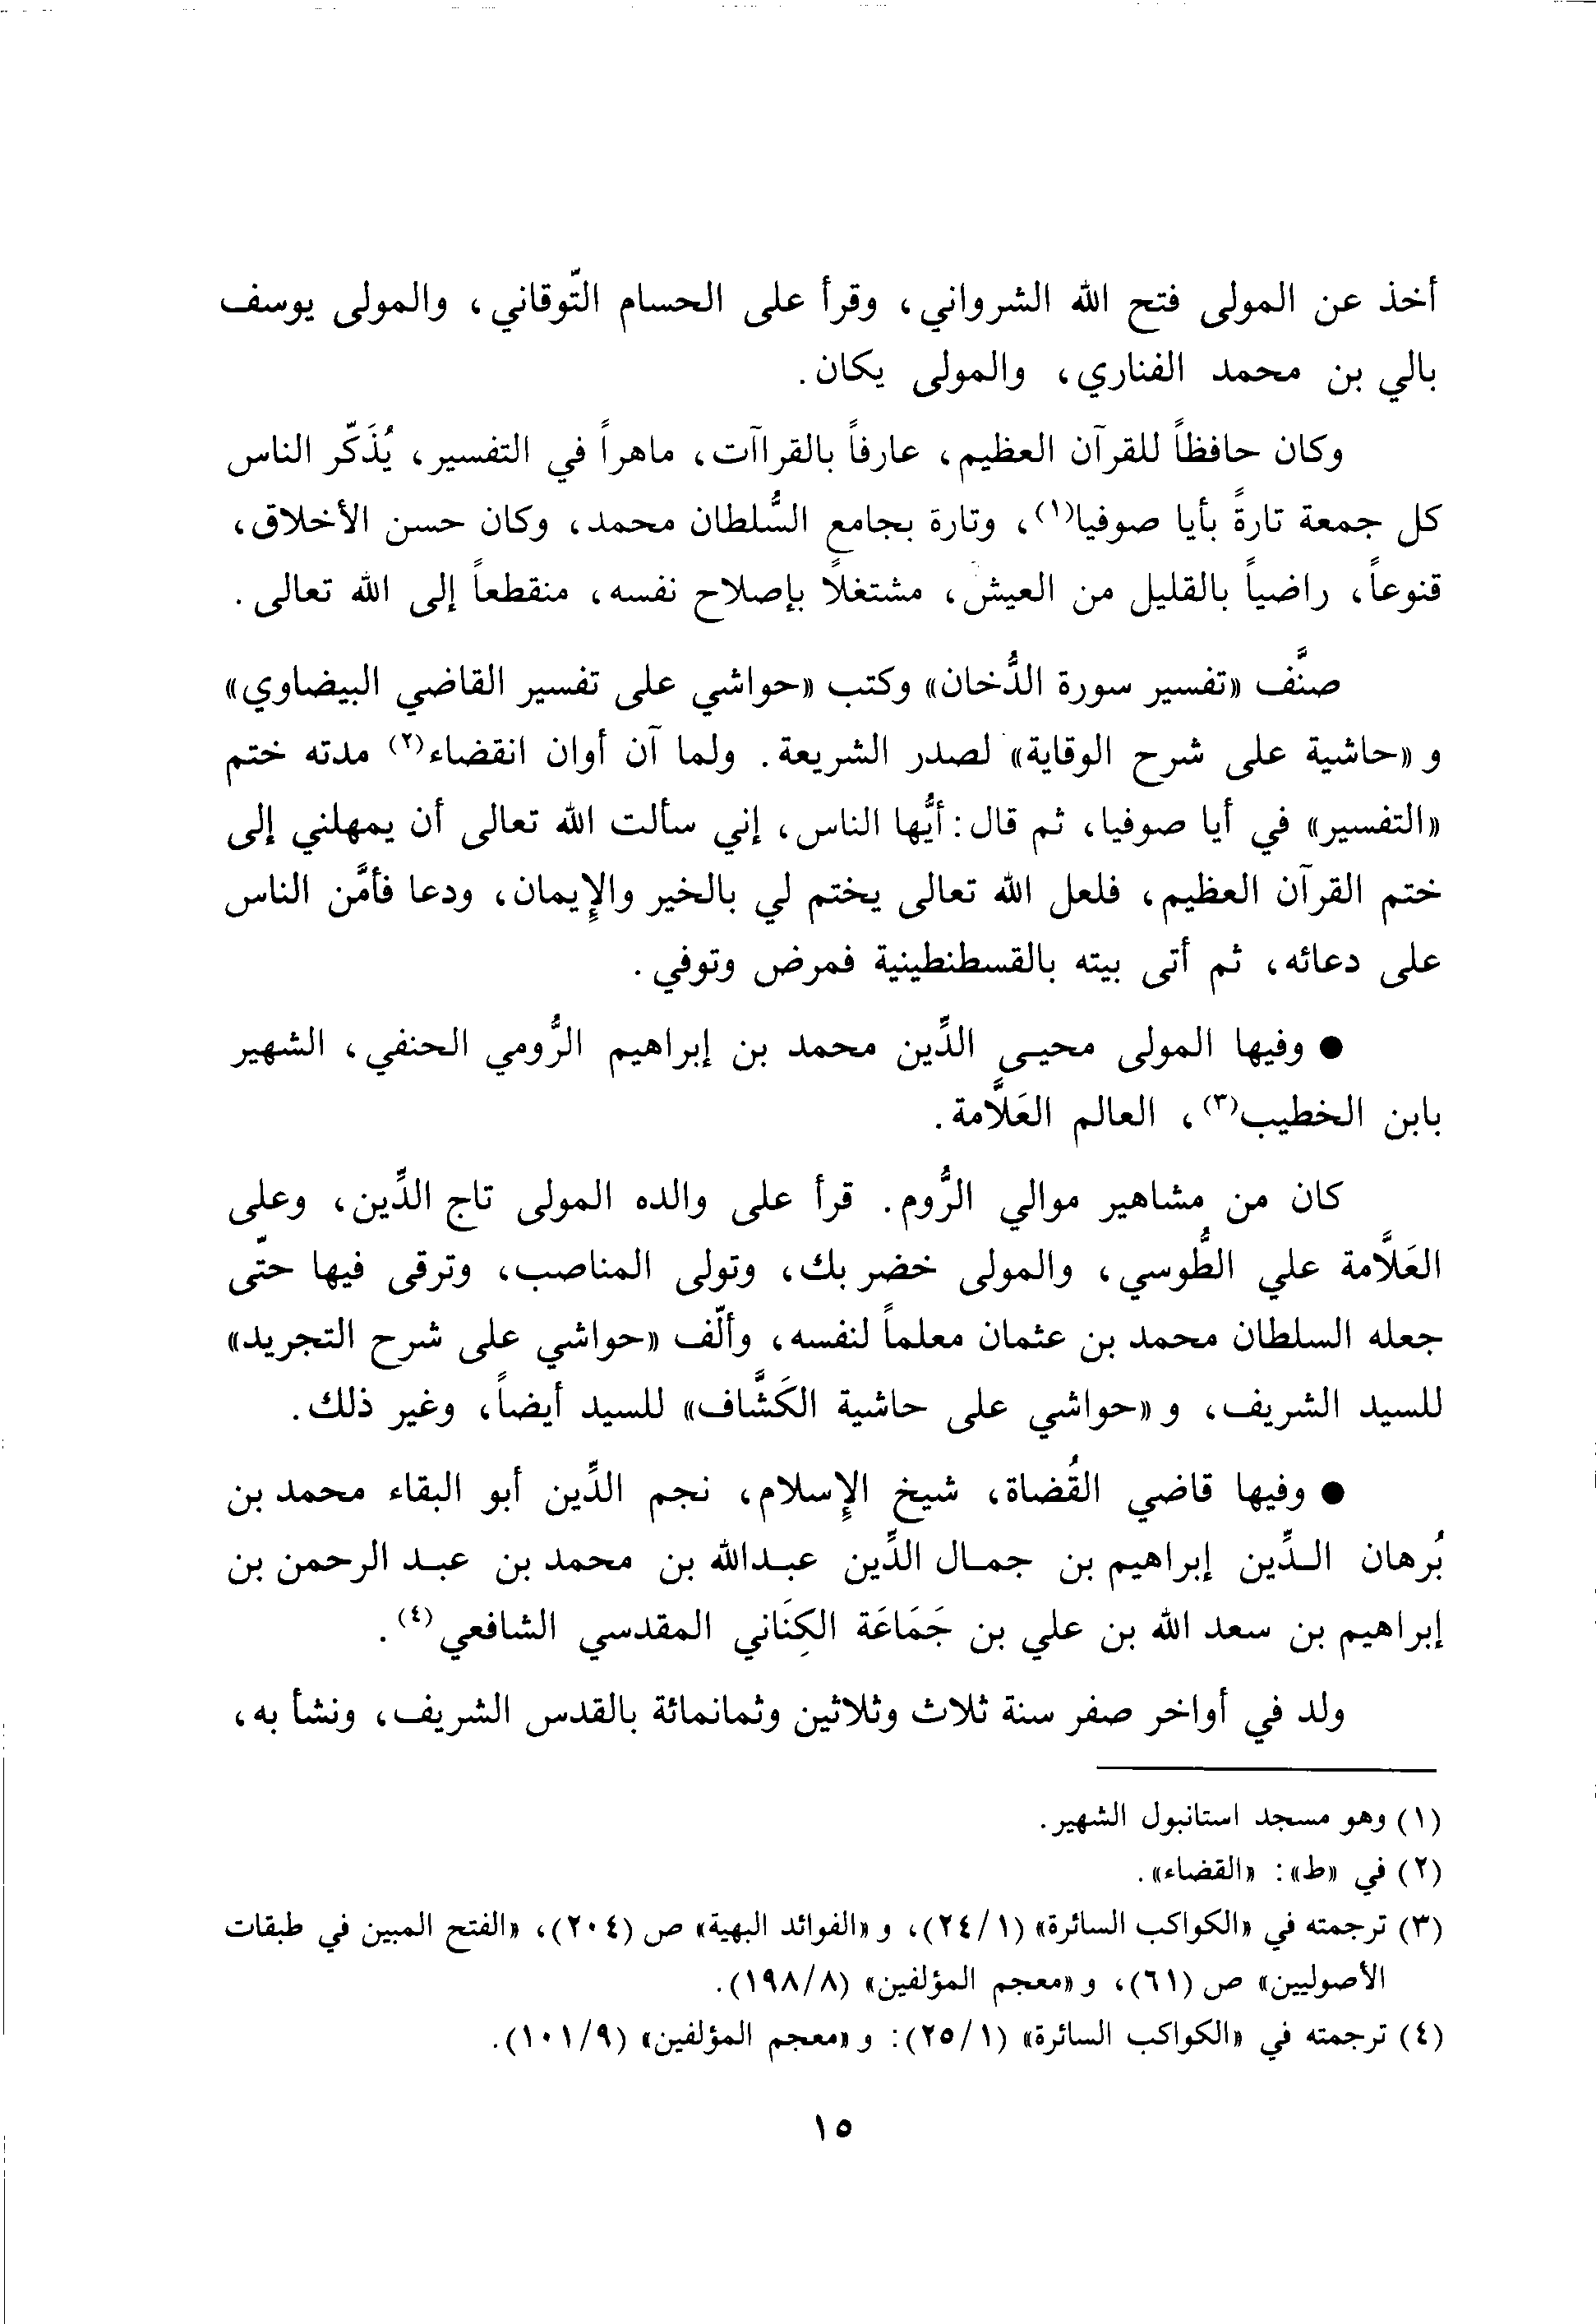 أخذ عن المولى فتح الله الشرواني، وقرأ على الحسام التّوقاني، والمولى يوسف
بالي بن محمد الفناري، والمولى يكان.
وكان حافظاً للقرآن العظيم، عارفاً بالقراآت، ماهراً في التفسير، يُذَكّر الناس
كل جمعة تارةً بأيا صوفيا(١)، وتارة بجامع السُّلطان محمد، وكان حسن الأخلاق،
قنوعاً، راضياً بالقليل من العيش، مشتغلاً بإصلاح نفسه، منقطعاً إلى الله تعالى.
صنَّف «تفسير سورة الدُّخان» وكتب «حواشي على تفسير القاضي البيضاوي»
و «حاشية على شرح الوقاية» لصدر الشريعة. ولما آن أوان انقضاء(٢) مدته ختم
«التفسير» في أيا صوفيا، ثم قال: أيُّها الناس، إني سألت الله تعالى أن يمهلني إلى
ختم القرآن العظيم، فلعل الله تعالى يختم لي بالخير والإِيمان، ودعا فأمَّن الناس
على دعائه، ثم أتى بيته بالقسطنطينية فمرض وتوفي.
● وفيها المولى محيـي الدِّين محمد بن إبراهيم الرُّومي الحنفي، الشهير
بابن الخطيب(٣)، العالم العَلَّامة.
كان من مشاهير موالي الرُّوم. قرأ على والده المولى تاج الدِّين، وعلى
العَلَّامة علي الطُّوسي، والمولى خضر بك، وتولى المناصب، وترقى فيها حتّى
جعله السلطان محمد بن عثمان معلماً لنفسه، وألّف «حواشي على شرح التجريد»
للسيد الشريف، و «حواشي على حاشية الكَشَّاف» للسيد أيضاً، وغير ذلك.
● وفيها قاضي القُضاة، شيخ الإِسلام، نجم الدِّين أبو البقاء محمد بن
بُرهان الـدِّين إبراهيم بن جمـال الدِّين عبـدالله بن محمد بن عبـد الرحمن بن
إبراهيم بن سعد الله بن علي بن جَمَاعَة الكِنَاني المقدسي الشافعي(٤).
ولد في أواخر صفر سنة ثلاث وثلاثين وثمانمائة بالقدس الشريف، ونشأ به،
(١) وهو مسجد استانبول الشهير.
(٢) في «ط»: «القضاء».
(٣) ترجمته في «الكواكب السائرة» (٢٤/١)، و «الفوائد البهية» ص (٢٠٤)، «الفتح المبين في طبقات
الأصوليين» ص (٦١)، و «معجم المؤلفين» (١٩٨/٨).
(٤) ترجمته في «الكواكب السائرة» (٢٥/١): و «معجم المؤلفين» (١٠١/٩).
١٥